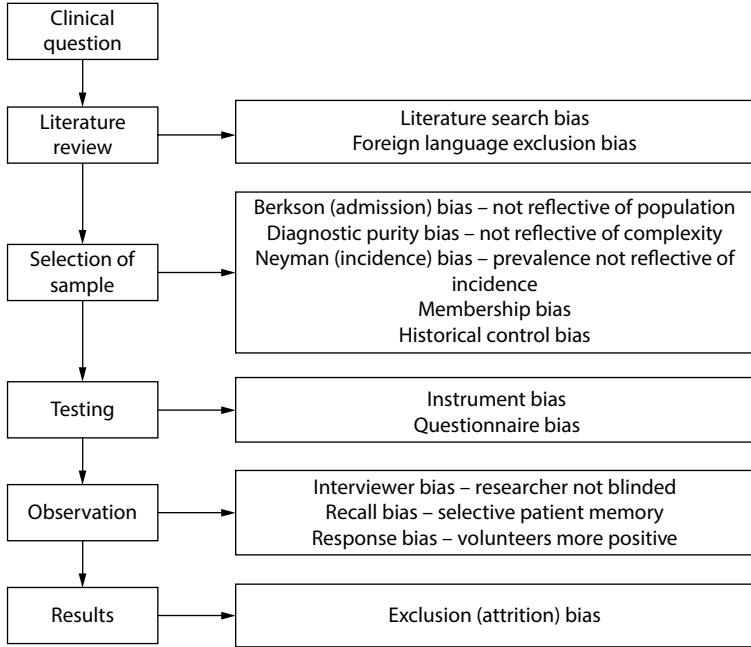 Clinical
question
Literature
review
Literature search bias
Foreign language exclusion bias
Selection of
sample
Berkson (admission) bias – not reflective of population
Diagnostic purity bias – not reflective of complexity
Neyman (incidence) bias – prevalence not reflective of
incidence
Membership bias
Historical control bias
Testing
Instrument bias
Questionnaire bias
Observation
Interviewer bias – researcher not blinded
Recall bias – selective patient memory
Response bias – volunteers more positive
Results
Exclusion (attrition) bias